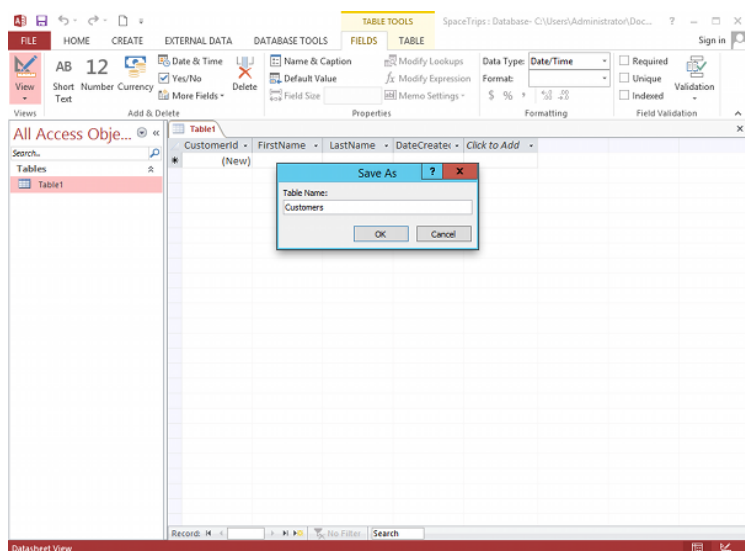 TABLE TOOLS SpaceTrips : Database- C:\Users\Administrator\Doc... ?
FILE HOME CREATE EXTERNAL DATA DATABASE TOOLS FIELDS TABLE Sign in
View
Views
AB Short Text
12 Number
Currency
Date & Time
Yes/No
More Fields
Delete
Add & Delete
Name & Caption
Default Value
Field Size
Modify Lookups
fx Modify Expression
ab Memo Settings
Properties
Data Type: Date/Time
Format:
$ % ,
Formatting
Required
Unique
Indexed
Validation
Field Validation
All Access Obje... «
Search..
Tables
Table1
Table1
CustomerId FirstName LastName DateCreatec Click to Add
* (New)
Save As ? x
Table Name:
Customers
OK Cancel
Record: No Filter Search
Datasheet View